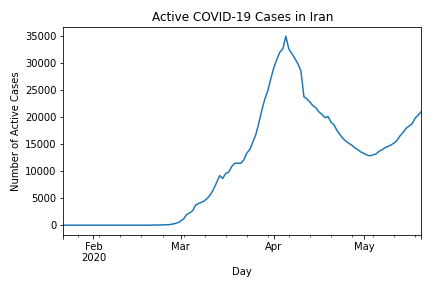 Active COVID-19 Cases in Iran
Number of Active Cases
35000
30000
25000
20000
15000
10000
5000
0
Feb
2020
Mar
Apr
May
Day